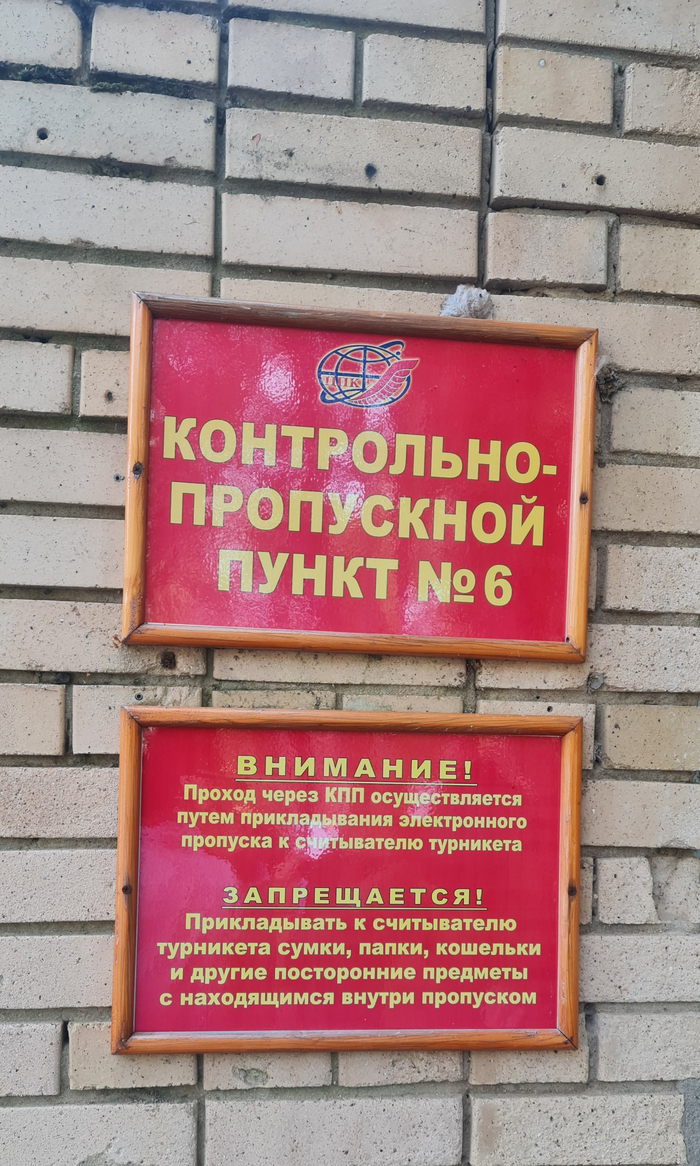 КОНТРОЛЬНО-
ПРОПУСКНОЙ
ПУНКТ №6
ВНИМАНИЕ!
Проход через КПП осуществляется
путем прикладывания электронного
пропуска к считывателю турникета
ЗАПРЕЩАЕТСЯ!
Прикладывать к считывателю
турникета сумки, папки, кошельки
и другие посторонние предметы
с находящимся внутри пропуском